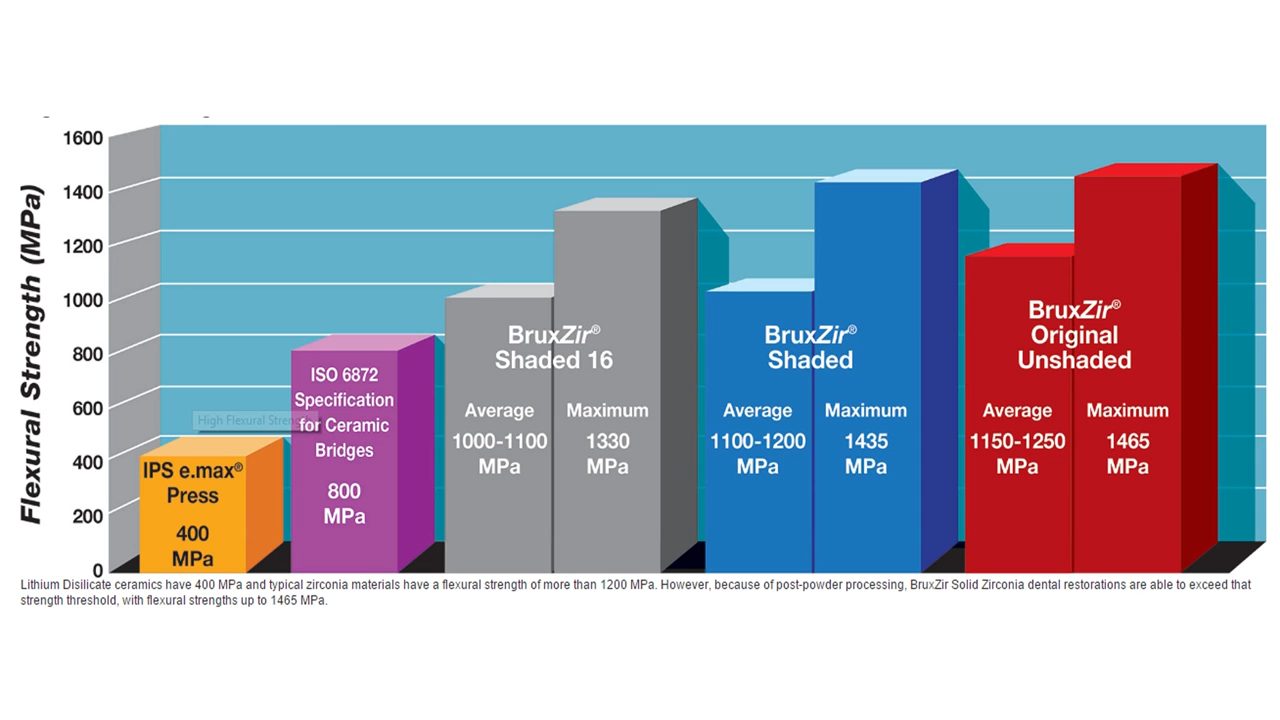 1600
1400
1200
1000
800
600
400
200
0
Flexural Strength (MPa)
High Flexural Streng
IPS e.max®
Press
400
MPa
ISO 6872
Specification
for Ceramic
Bridges
800
MPa
BruxZir®
Shaded 16
Average
1000-1100
MPa
Maximum
1330
MPa
BruxZir®
Shaded
Average
1100-1200
MPa
Maximum
1435
MPa
BruxZir®
Original
Unshaded
Average
1150-1250
MPa
Maximum
1465
MPa
Lithium Disilicate ceramics have 400 MPa and typical zirconia materials have a flexural strength of more than 1200 MPa. However, because of post-powder processing, BruxZir Solid Zirconia dental restorations are able to exceed that
strength threshold, with flexural strengths up to 1465 MPa.